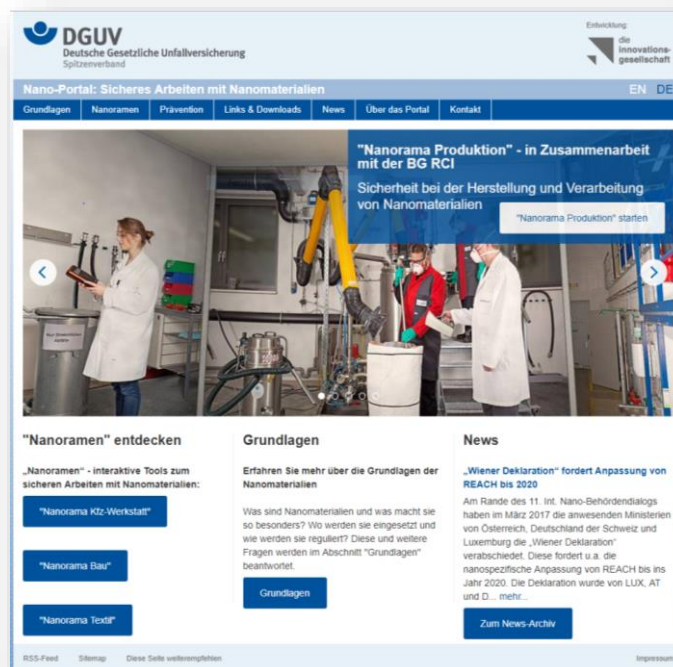 DGUV
Deutsche Gesetzliche Unfallversicherung
Spitzenverband
Entwicklung:
die
innovations-
gesellschaft
Nano-Portal: Sicheres Arbeiten mit Nanomaterialien
EN DE
Grundlagen Nanoramen Prävention Links & Downloads News Über das Portal Kontakt
"Nanorama Produktion" - in Zusammenarbeit
mit der BG RCI
Sicherheit bei der Herstellung und Verarbeitung
von Nanomaterialien
"Nanorama Produktion" starten
"Nanoramen" entdecken
„Nanoramen“ - interaktive Tools zum
sicheren Arbeiten mit Nanomaterialien:
"Nanorama Kfz-Werkstatt"
"Nanorama Bau"
"Nanorama Textil"
Grundlagen
Erfahren Sie mehr über die Grundlagen der
Nanomaterialien
Was sind Nanomaterialien und was macht sie
so besonders? Wo werden sie eingesetzt und
wie werden sie reguliert? Diese und weitere
Fragen werden im Abschnitt "Grundlagen"
beantwortet.
Grundlagen
News
„Wiener Deklaration“ fordert Anpassung von
REACH bis 2020
Am Rande des 11. Int. Nano-Behördendialogs
haben im März 2017 die anwesenden Ministerien
von Österreich, Deutschland der Schweiz und
Luxemburg die „Wiener Deklaration“
verabschiedet. Diese fordert u.a. die
nanospezifische Anpassung von REACH bis ins
Jahr 2020. Die Deklaration wurde von LUX, AT
und D... mehr...
Zum News-Archiv
RSS-Feed Sitemap Diese Seite weiterempfehlen
Impressum